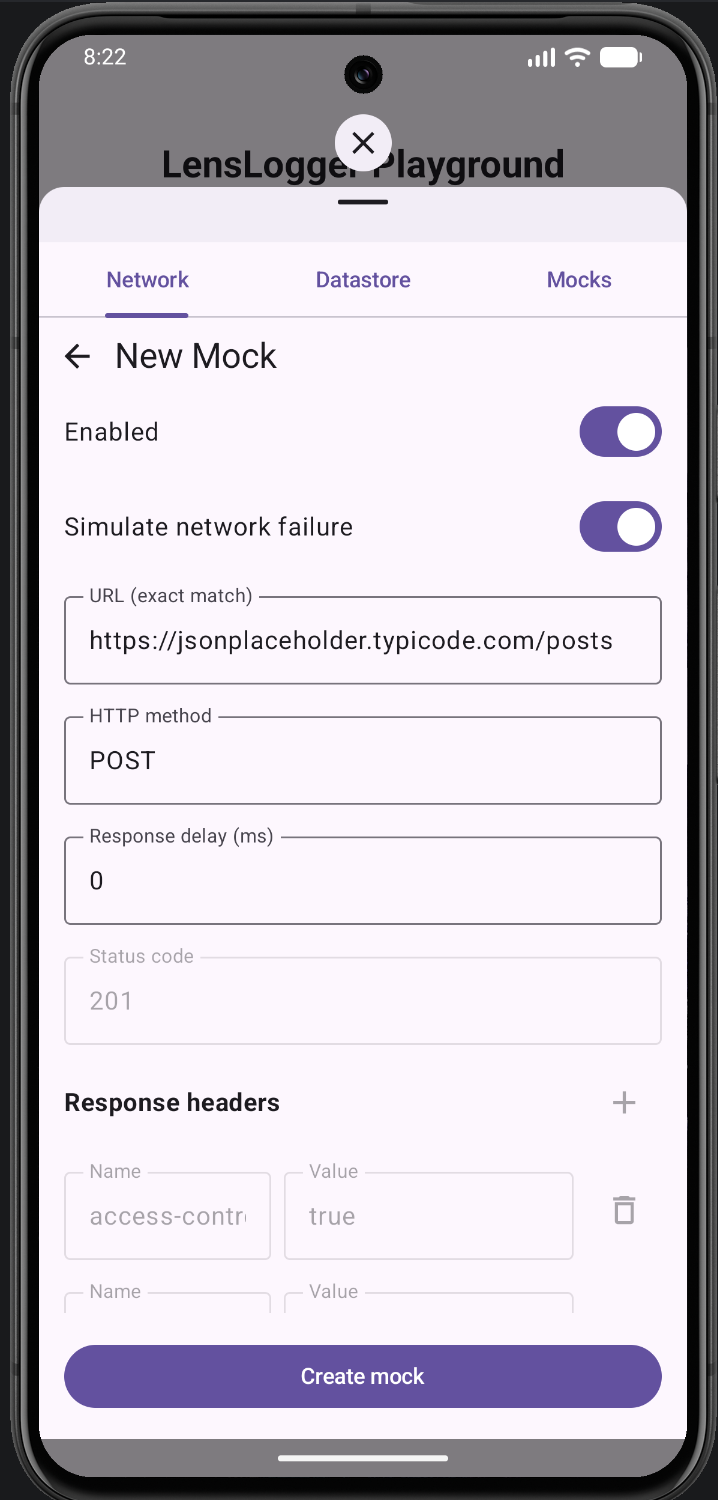 8:22
LensLogger Playground
Network Datastore Mocks
New Mock
Enabled
Simulate network failure
URL (exact match)
https://jsonplaceholder.typicode.com/posts
HTTP method
POST
Response delay (ms)
0
Status code
201
Response headers
Name Value
access-contr true
Name Value
Create mock